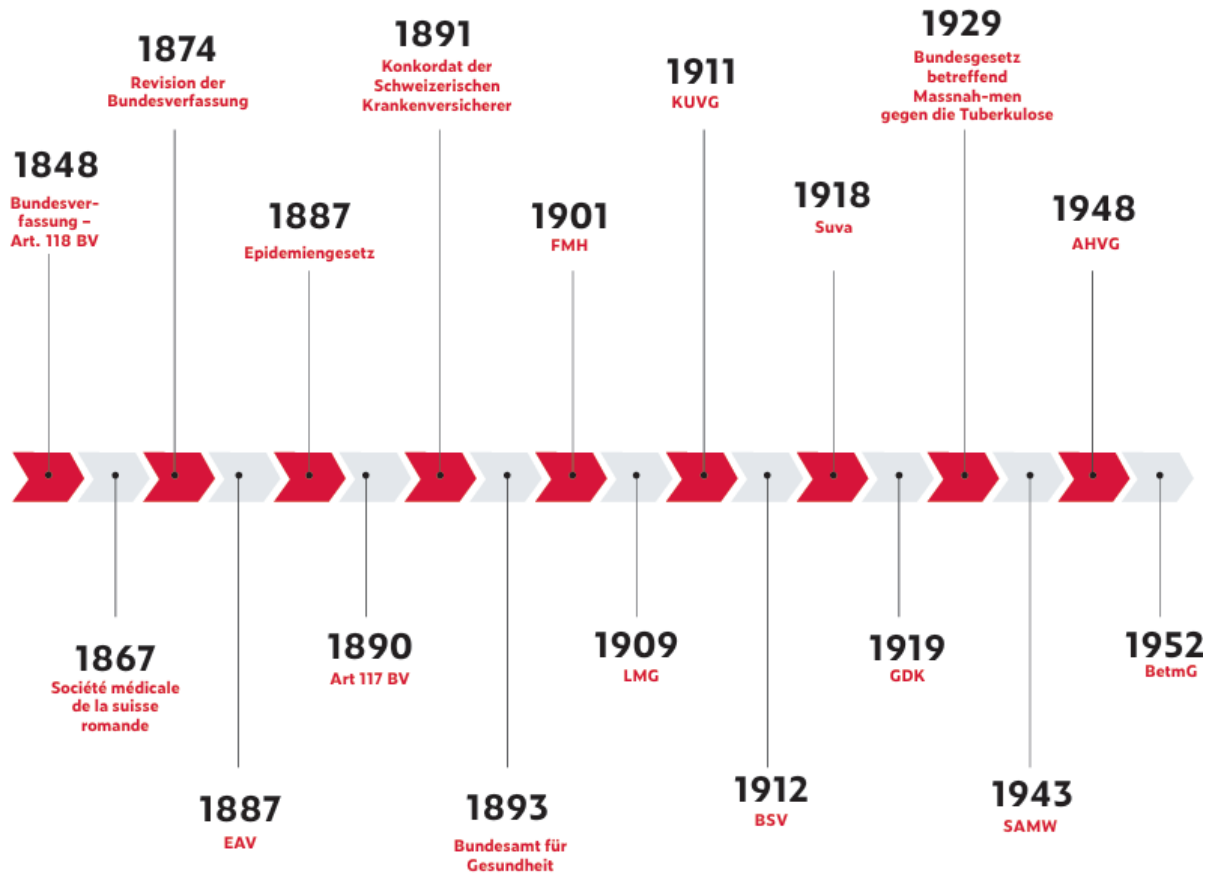 1848
Bundesver-
fassung –
Art. 118 BV
1867
Société médicale
de la suisse
romande
1874
Revision der
Bundesverfassung
1887
EAV
1887
Epidemiengesetz
1890
Art 117 BV
1891
Konkordat der
Schweizerischen
Krankenversicherer
1893
Bundesamt für
Gesundheit
1901
FMH
1909
LMG
1911
KUVG
1912
BSV
1918
Suva
1919
GDK
1929
Bundesgesetz
betreffend
Massnah-men
gegen die Tuberkulose
1943
SAMW
1948
AHVG
1952
BetmG